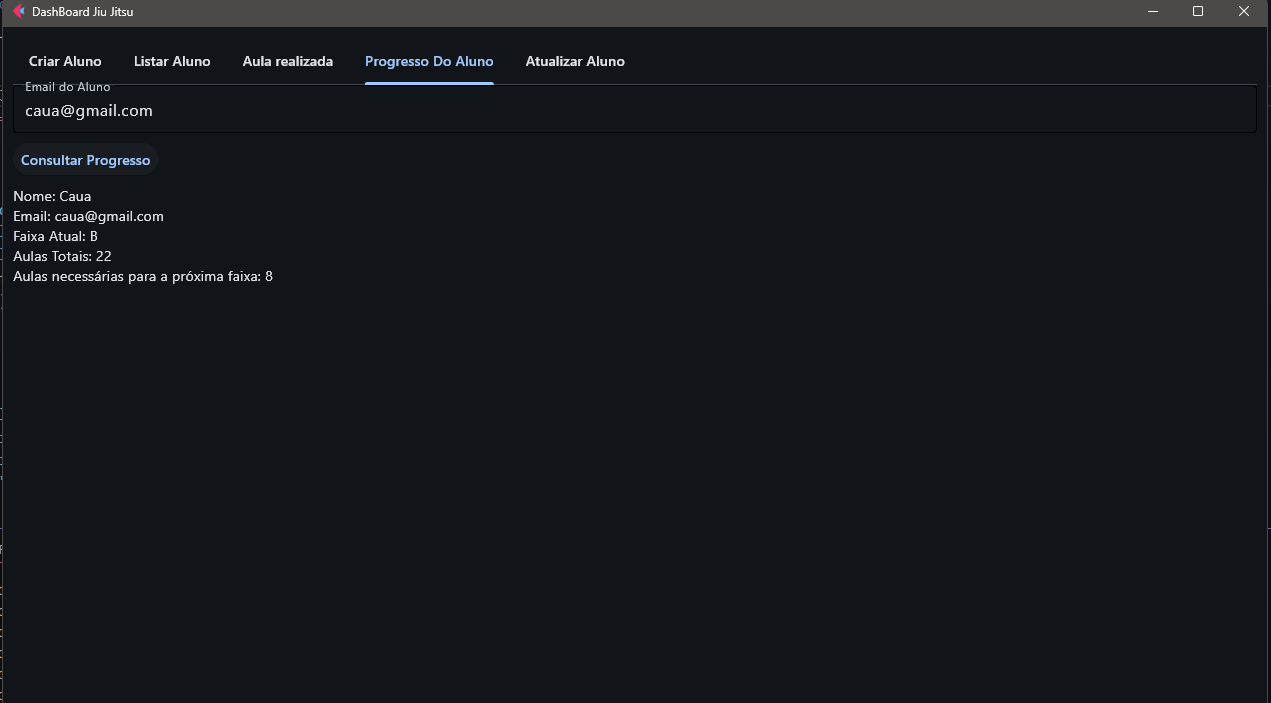 DashBoard Jiu Jitsu
Criar Aluno Listar Aluno Aula realizada Progresso Do Aluno Atualizar Aluno
Email do Aluno
caua@gmail.com
Consultar Progresso
Nome: Caua
Email: caua@gmail.com
Faixa Atual: B
Aulas Totais: 22
Aulas necessárias para a próxima faixa: 8